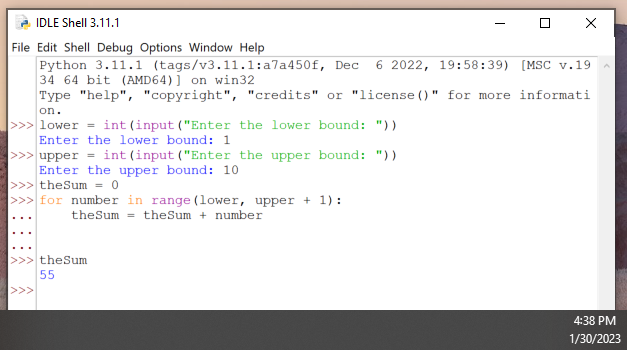 IDLE Shell 3.11.1
File Edit Shell Debug Options Window Help
Python 3.11.1 (tags/v3.11.1:a7a450f, Dec  6 2022, 19:58:39) [MSC v.19
34 64 bit (AMD64)] on win32
Type "help", "copyright", "credits" or "license()" for more informati
on.
>>> lower = int(input("Enter the lower bound: "))
Enter the lower bound: 1
>>> upper = int(input("Enter the upper bound: "))
Enter the upper bound: 10
>>> theSum = 0
>>> for number in range(lower, upper + 1):
...     theSum = theSum + number
...
...
>>> theSum
55
>>>
4:38 PM
1/30/2023